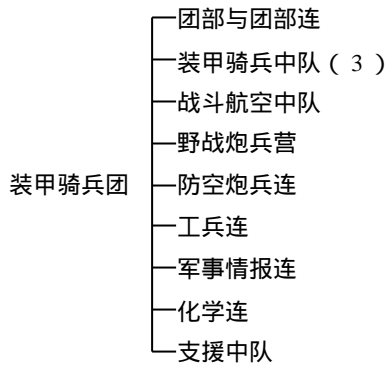 团部与团部连
装甲骑兵中队（3）
战斗航空中队
野战炮兵营
装甲骑兵团
防空炮兵连
工兵连
军事情报连
化学连
支援中队